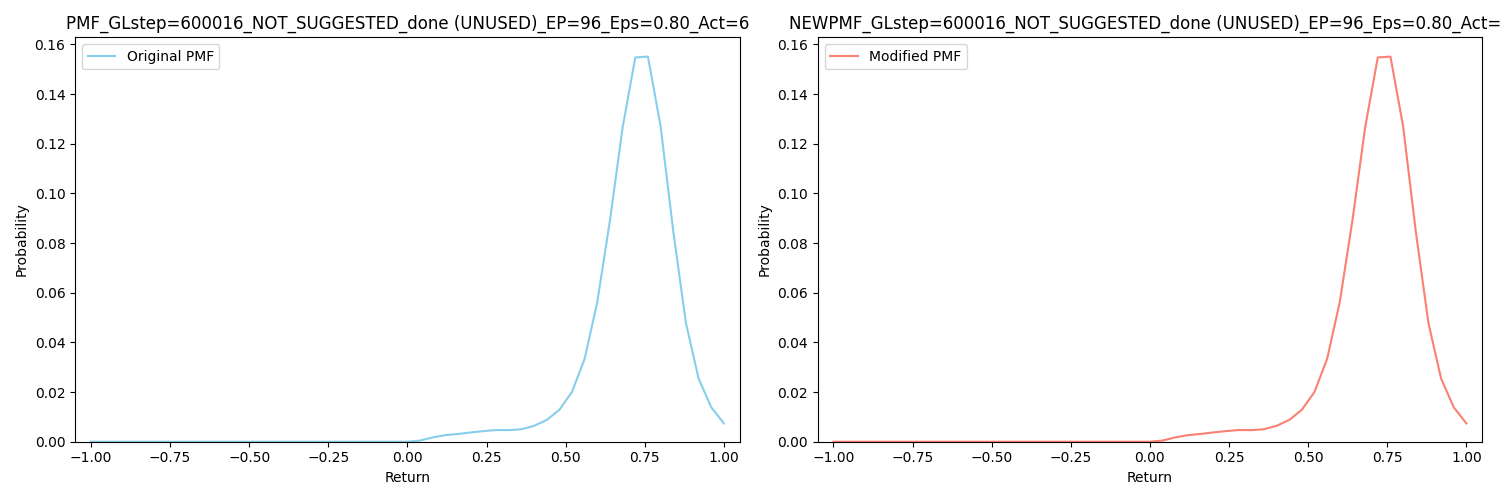 PMF_GLstep=600016_NOT_SUGGESTED_done (UNUSED)_EP=96_Eps=0.80_Act=6
Original PMF
0.16
0.14
0.12
0.10
0.08
0.06
0.04
0.02
0.00
Probability
−1.00 −0.75 −0.50 −0.25 0.00 0.25 0.50 0.75 1.00
Return
NEWPMF_GLstep=600016_NOT_SUGGESTED_done (UNUSED)_EP=96_Eps=0.80_Act=
Modified PMF
0.16
0.14
0.12
0.10
0.08
0.06
0.04
0.02
0.00
Probability
−1.00 −0.75 −0.50 −0.25 0.00 0.25 0.50 0.75 1.00
Return